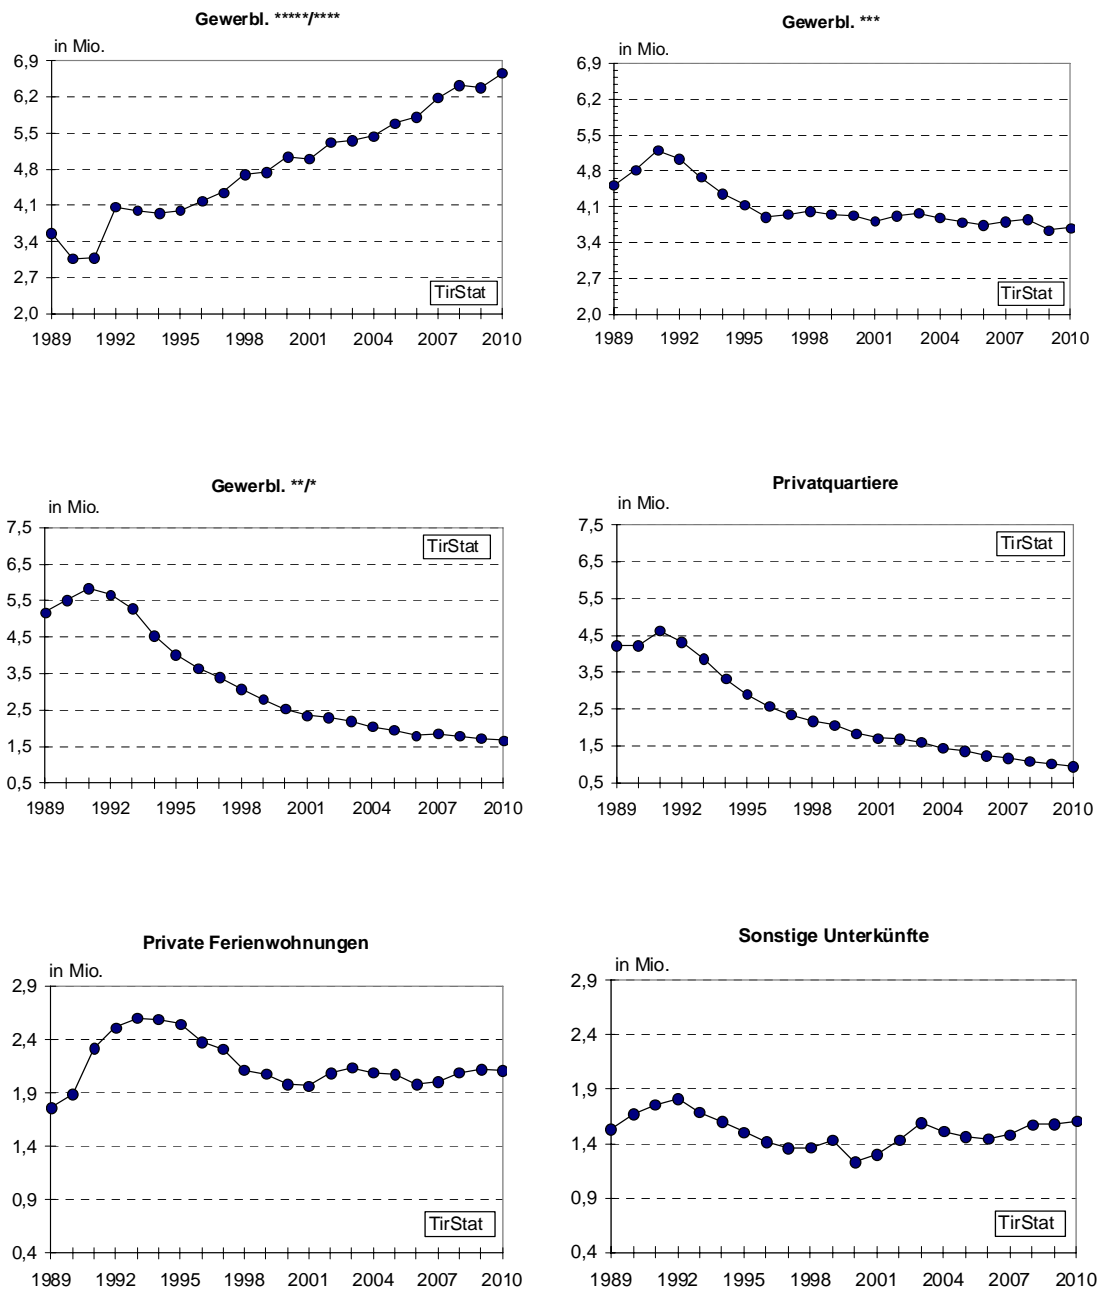 Gewerbl. *****/****
in Mio.
6,9
6,2
5,5
4,8
4,1
3,4
2,7
2,0
TirStat
1989 1992 1995 1998 2001 2004 2007 2010
Gewerbl. ***
in Mio.
6,9
6,2
5,5
4,8
4,1
3,4
2,7
2,0
TirStat
1989 1992 1995 1998 2001 2004 2007 2010
Gewerbl. **/*
in Mio.
7,5
6,5
5,5
4,5
3,5
2,5
1,5
0,5
TirStat
1989 1992 1995 1998 2001 2004 2007 2010
Privatquartiere
in Mio.
7,5
6,5
5,5
4,5
3,5
2,5
1,5
0,5
TirStat
1989 1992 1995 1998 2001 2004 2007 2010
Private Ferienwohnungen
in Mio.
2,9
2,4
1,9
1,4
0,9
0,4
TirStat
1989 1992 1995 1998 2001 2004 2007 2010
Sonstige Unterkünfte
in Mio.
2,9
2,4
1,9
1,4
0,9
0,4
TirStat
1989 1992 1995 1998 2001 2004 2007 2010